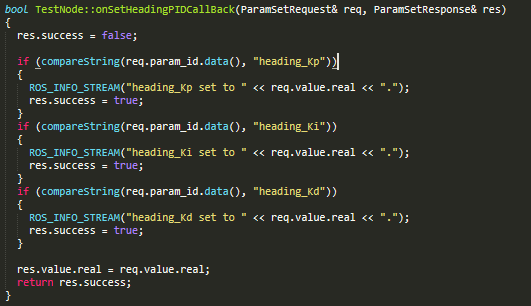 bool TestNode::onSetHeadingPIDCallBack(ParamSetRequest& req, ParamSetResponse& res)
{
  res.success = false;

  if (compareString(req.param_id.data(), "heading_Kp"))
  {
    ROS_INFO_STREAM("heading_Kp set to " << req.value.real << ".");
    res.success = true;
  }
  if (compareString(req.param_id.data(), "heading_Ki"))
  {
    ROS_INFO_STREAM("heading_Ki set to " << req.value.real << ".");
    res.success = true;
  }
  if (compareString(req.param_id.data(), "heading_Kd"))
  {
    ROS_INFO_STREAM("heading_Kd set to " << req.value.real << ".");
    res.success = true;
  }

  res.value.real = req.value.real;
  return res.success;
}